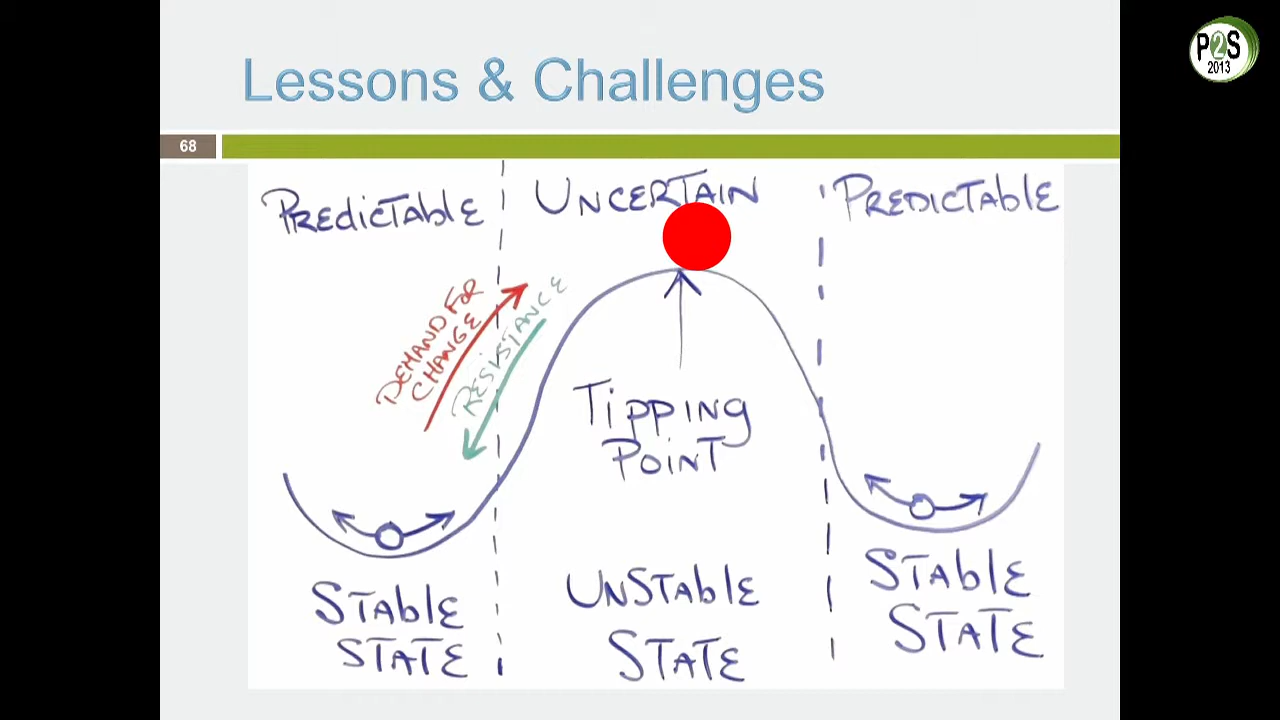 Lessons & Challenges
P2S
2013
68
PREDICTABLE
UNCERTAIN
PREDICTABLE
DEMAND FOR
CHANGE
RESISTANCE
TIPPING
POINT
STABLE
STATE
UNSTABLE
STATE
STABLE
STATE